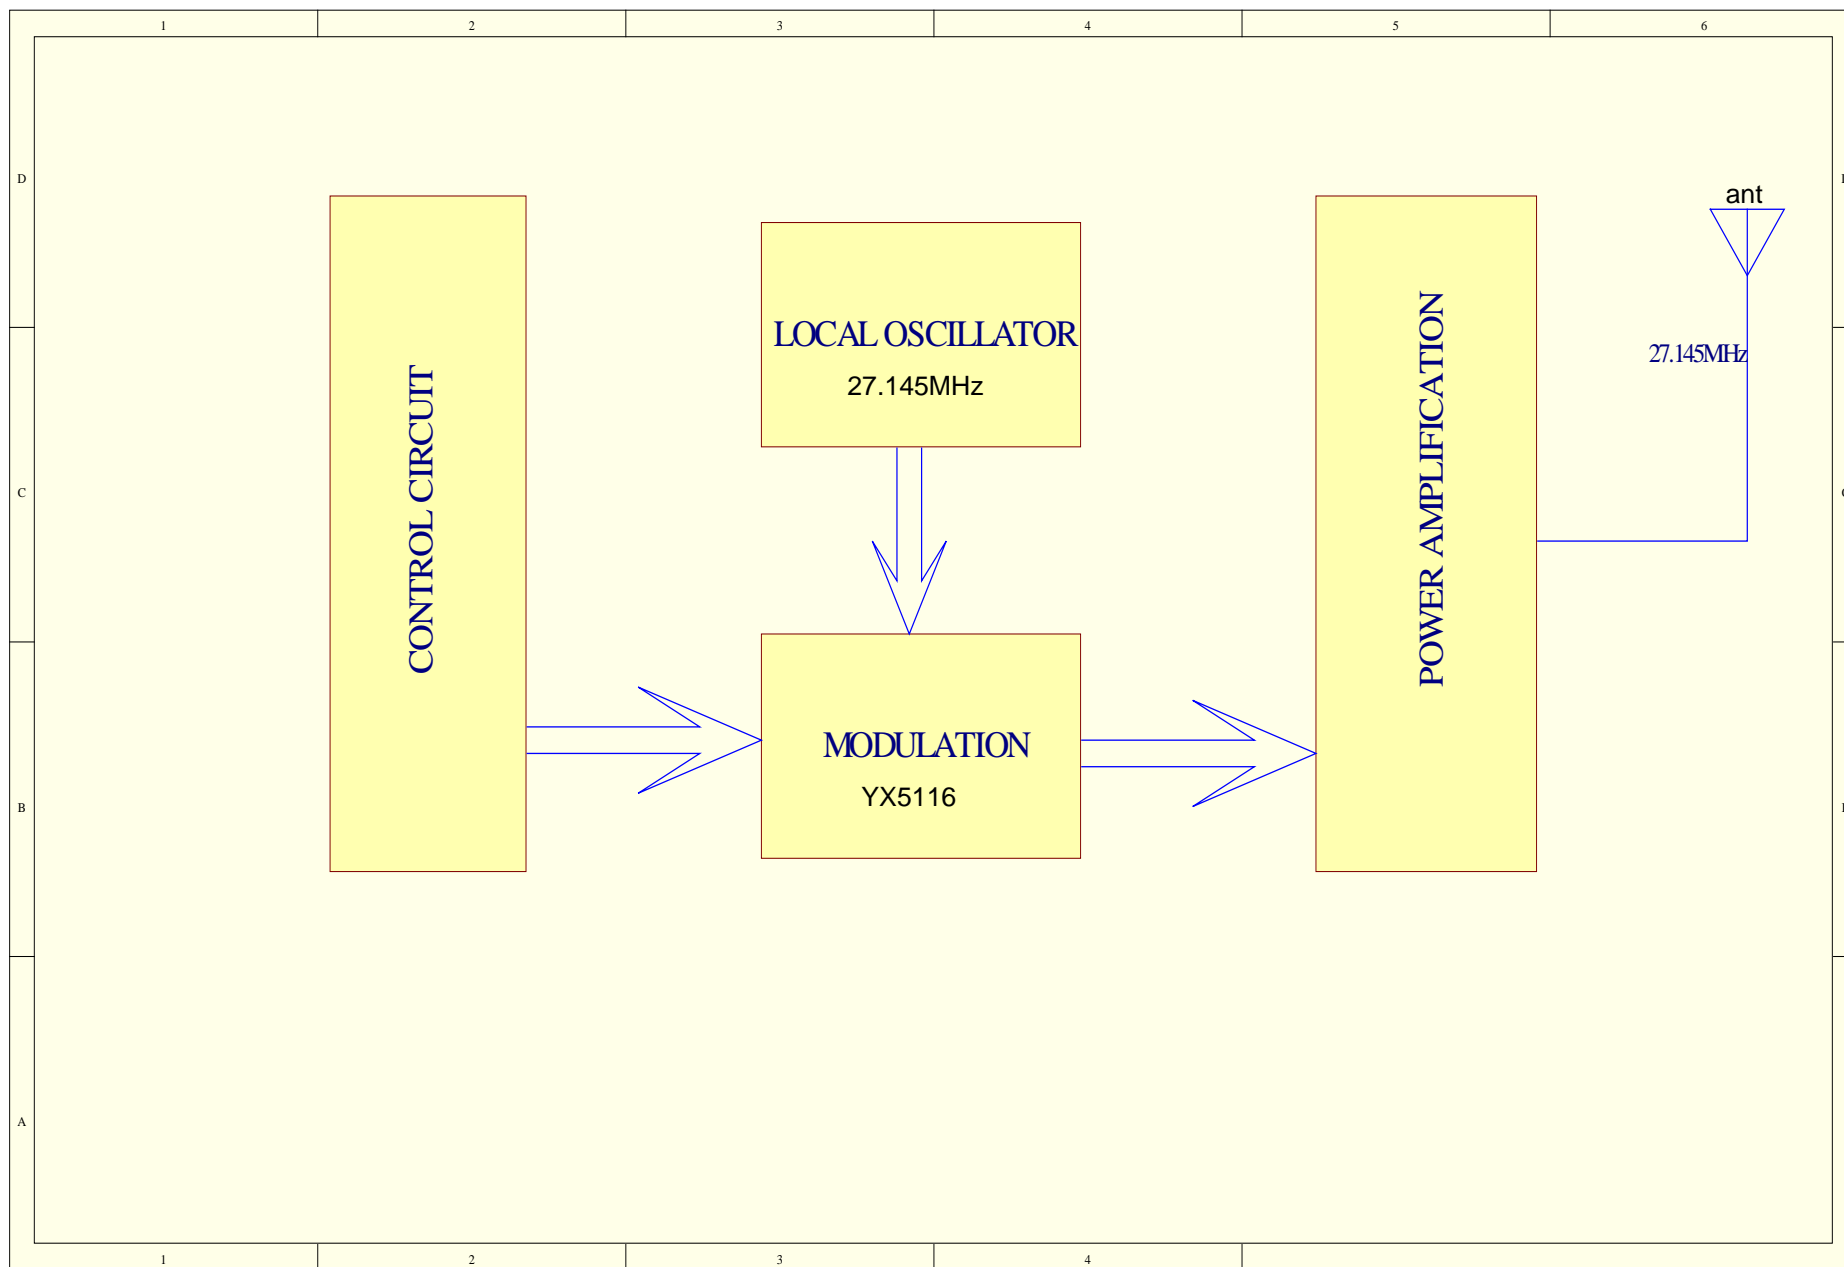 1 2 3 4 5 6
D
ant
LOCAL OSCILLATOR
27.145MHz
27.145MHz
CONTROL CIRCUIT
POWER AMPLIFICATION
C
MODULATION
YX5116
B
A
1 2 3 4